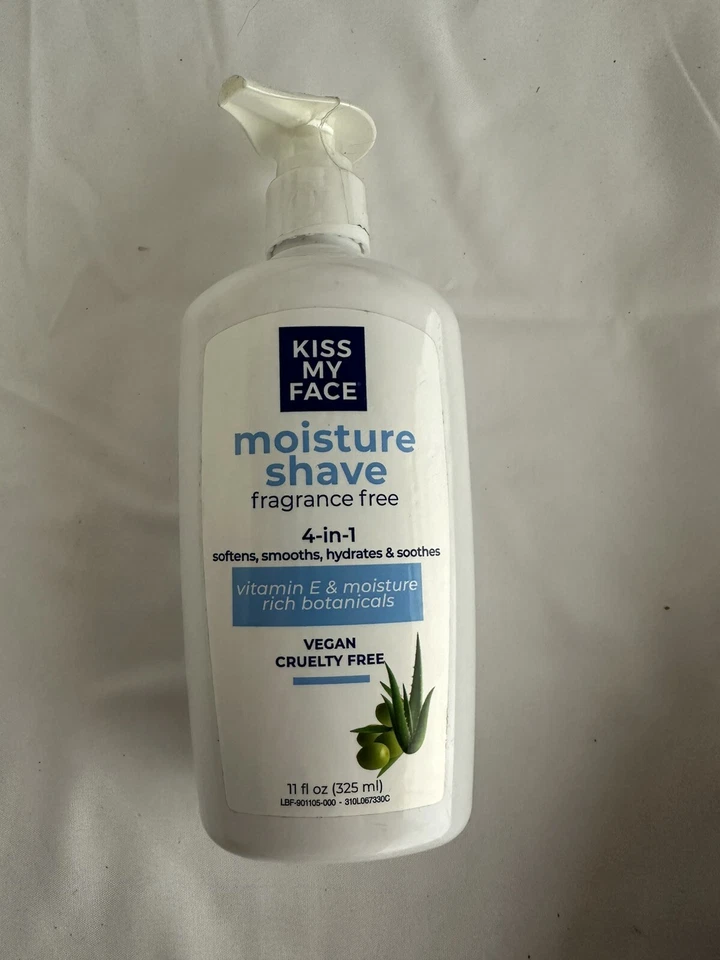 KISS
MY
FACE
moisture
shave
fragrance free
4-in-1
softens, smooths, hydrates & soothes
vitamin E & moisture
rich botanicals
VEGAN
CRUELTY FREE
11 fl oz (325 ml)
LBF-901105-000 - 310L067330C